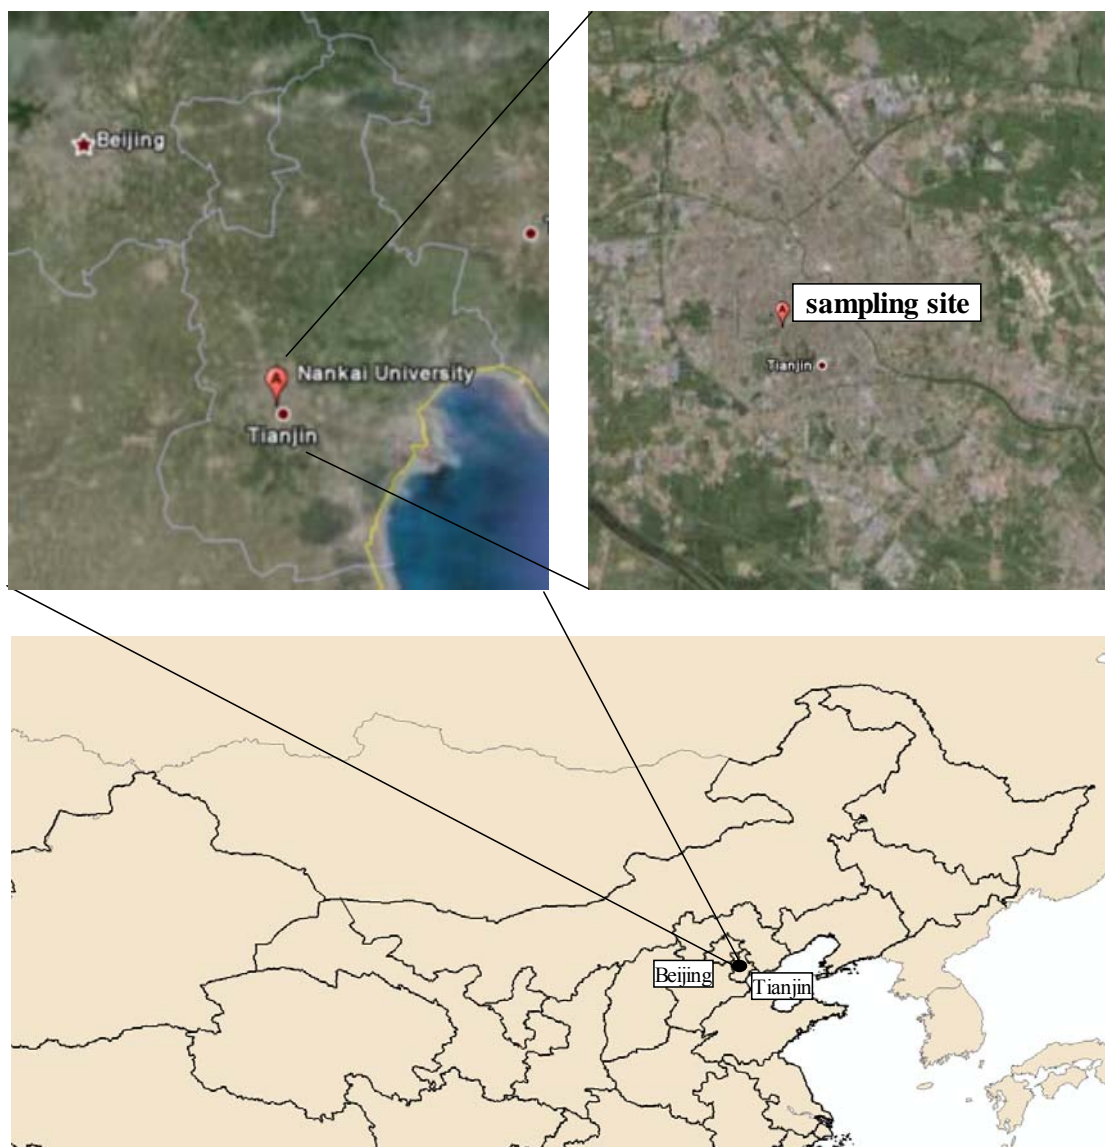 Beijing
Nankai University
Tianjin
A
sampling site
A
Tianjin
Beijing
Tianjin